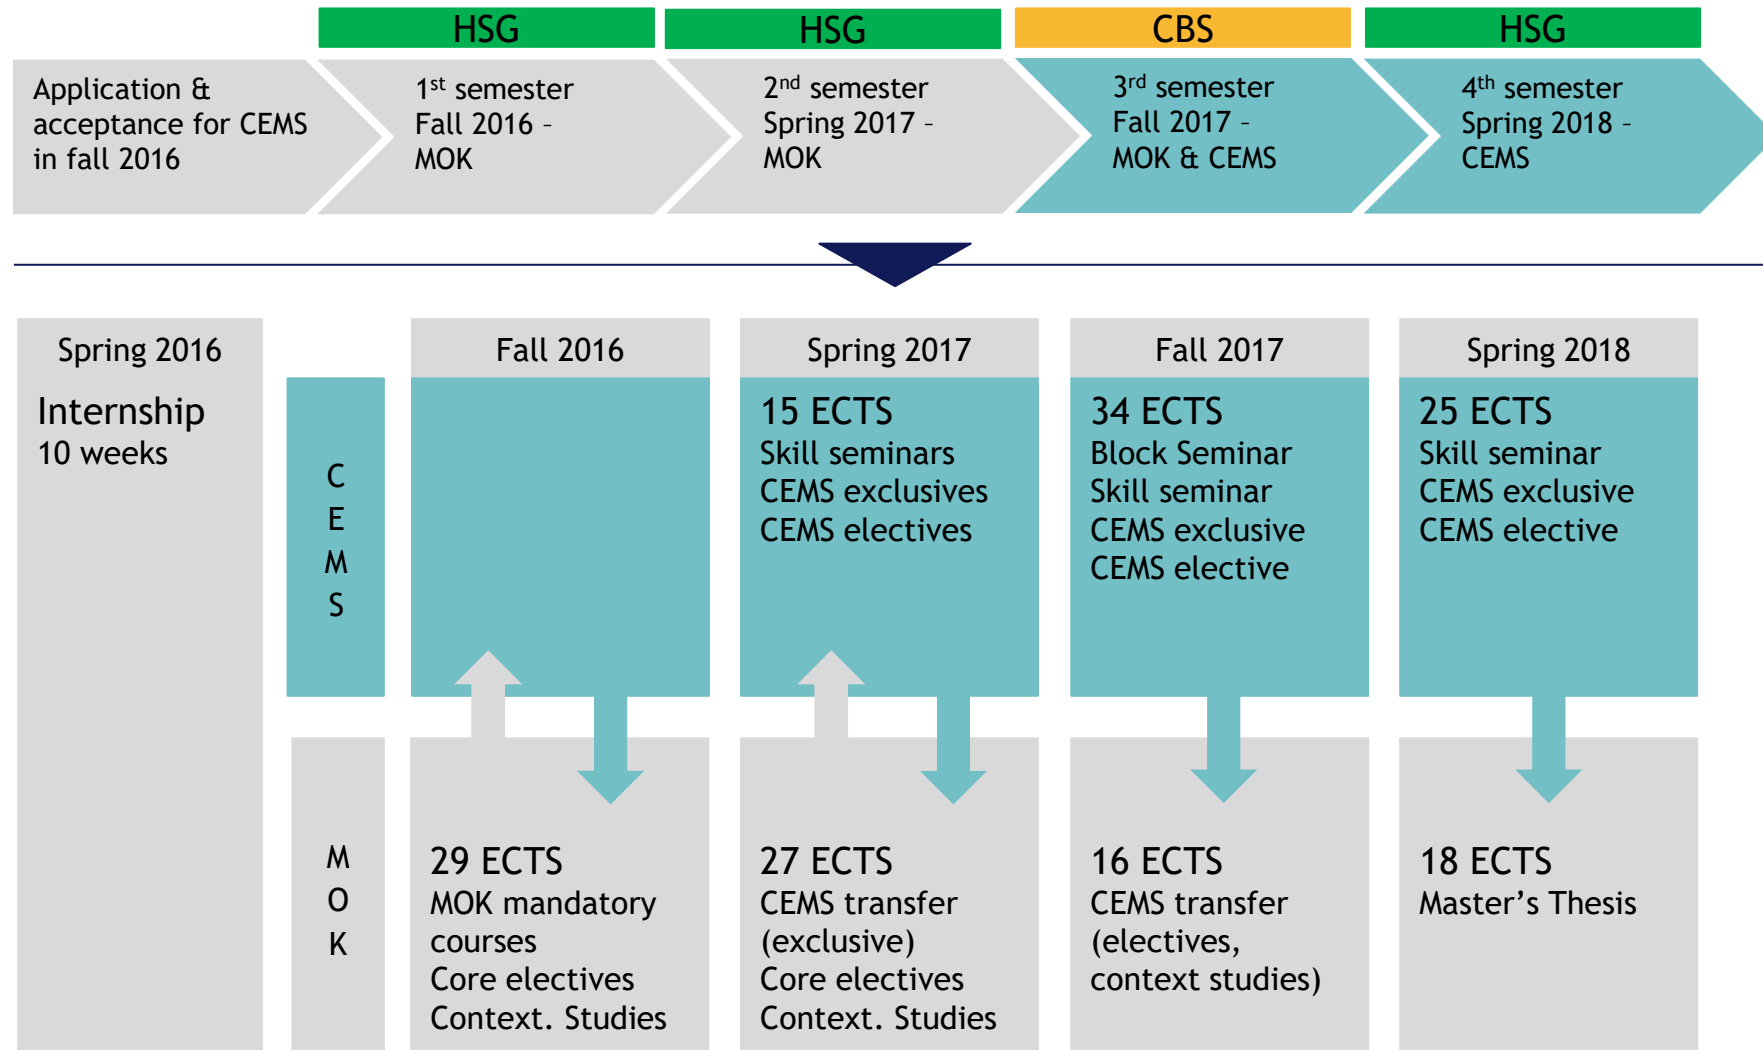 HSG
HSG
CBS
HSG
Application &
acceptance for CEMS
in fall 2016
1st semester
Fall 2016 –
MOK
2nd semester
Spring 2017 –
MOK
3rd semester
Fall 2017 –
MOK & CEMS
4th semester
Spring 2018 –
CEMS
Spring 2016
Internship
10 weeks
C
E
M
S
M
O
K
Fall 2016
29 ECTS
MOK mandatory
courses
Core electives
Context. Studies
Spring 2017
15 ECTS
Skill seminars
CEMS exclusives
CEMS electives
27 ECTS
CEMS transfer
(exclusive)
Core electives
Context. Studies
Fall 2017
34 ECTS
Block Seminar
Skill seminar
CEMS exclusive
CEMS elective
16 ECTS
CEMS transfer
(electives,
context studies)
Spring 2018
25 ECTS
Skill seminar
CEMS exclusive
CEMS elective
18 ECTS
Master’s Thesis